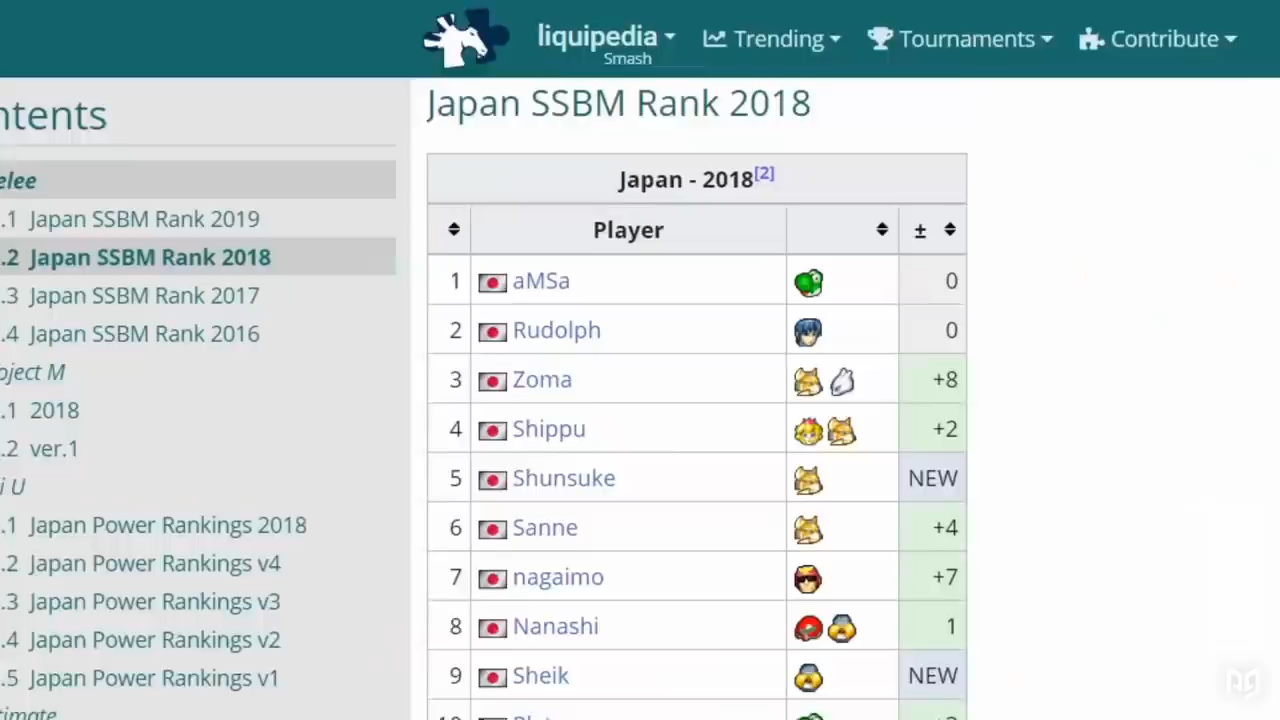 liquipedia
Smash
Trending
Tournaments
Contribute
ntents
elee
.1 Japan SSBM Rank 2019
.2 Japan SSBM Rank 2018
.3 Japan SSBM Rank 2017
.4 Japan SSBM Rank 2016
oject M
.1 2018
.2 ver.1
i U
.1 Japan Power Rankings 2018
.2 Japan Power Rankings v4
.3 Japan Power Rankings v3
.4 Japan Power Rankings v2
.5 Japan Power Rankings v1
timate
Japan SSBM Rank 2018
Japan - 2018[2]
Player ±
1 aMSa 0
2 Rudolph 0
3 Zoma +8
4 Shippu +2
5 Shunsuke NEW
6 Sanne +4
7 nagaimo +7
8 Nanashi 1
9 Sheik NEW